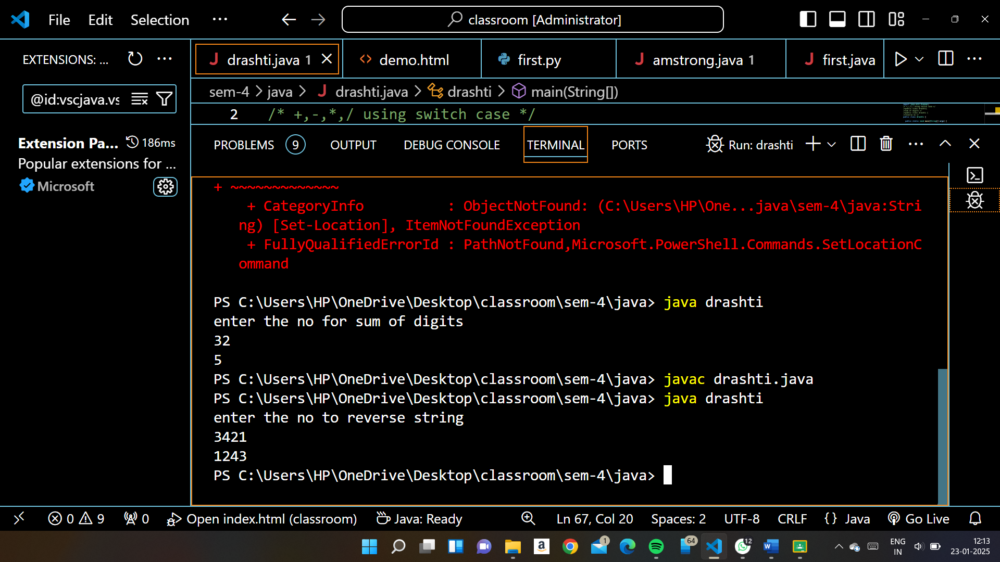 File Edit Selection ···
classroom [Administrator]
EXTENSIONS: ...
drashti.java 1
demo.html
first.py
amstrong.java 1
first.java
@id:vscjava.vs
sem-4 > java > drashti.java > drashti > main(String[])
2 /* +,-,*,/ using switch case */
Extension Pa... 186ms
Popular extensions for ...
Microsoft
PROBLEMS 9 OUTPUT DEBUG CONSOLE TERMINAL PORTS
Run: drashti
+ ~~~~~~~~~~~~~
+ CategoryInfo : ObjectNotFound: (C:\Users\HP\One...java\sem-4\java:Stri
ng) [Set-Location], ItemNotFoundException
+ FullyQualifiedErrorId : PathNotFound,Microsoft.PowerShell.Commands.SetLocationC
ommand
PS C:\Users\HP\OneDrive\Desktop\classroom\sem-4\java> java drashti
enter the no for sum of digits
32
5
PS C:\Users\HP\OneDrive\Desktop\classroom\sem-4\java> javac drashti.java
PS C:\Users\HP\OneDrive\Desktop\classroom\sem-4\java> java drashti
enter the no to reverse string
3421
1243
PS C:\Users\HP\OneDrive\Desktop\classroom\sem-4\java>
0 9 0 Open index.html (classroom) Java: Ready
Ln 67, Col 20 Spaces: 2 UTF-8 CRLF {} Java Go Live
1
64
12
ENG
IN
12:13
23-01-2025